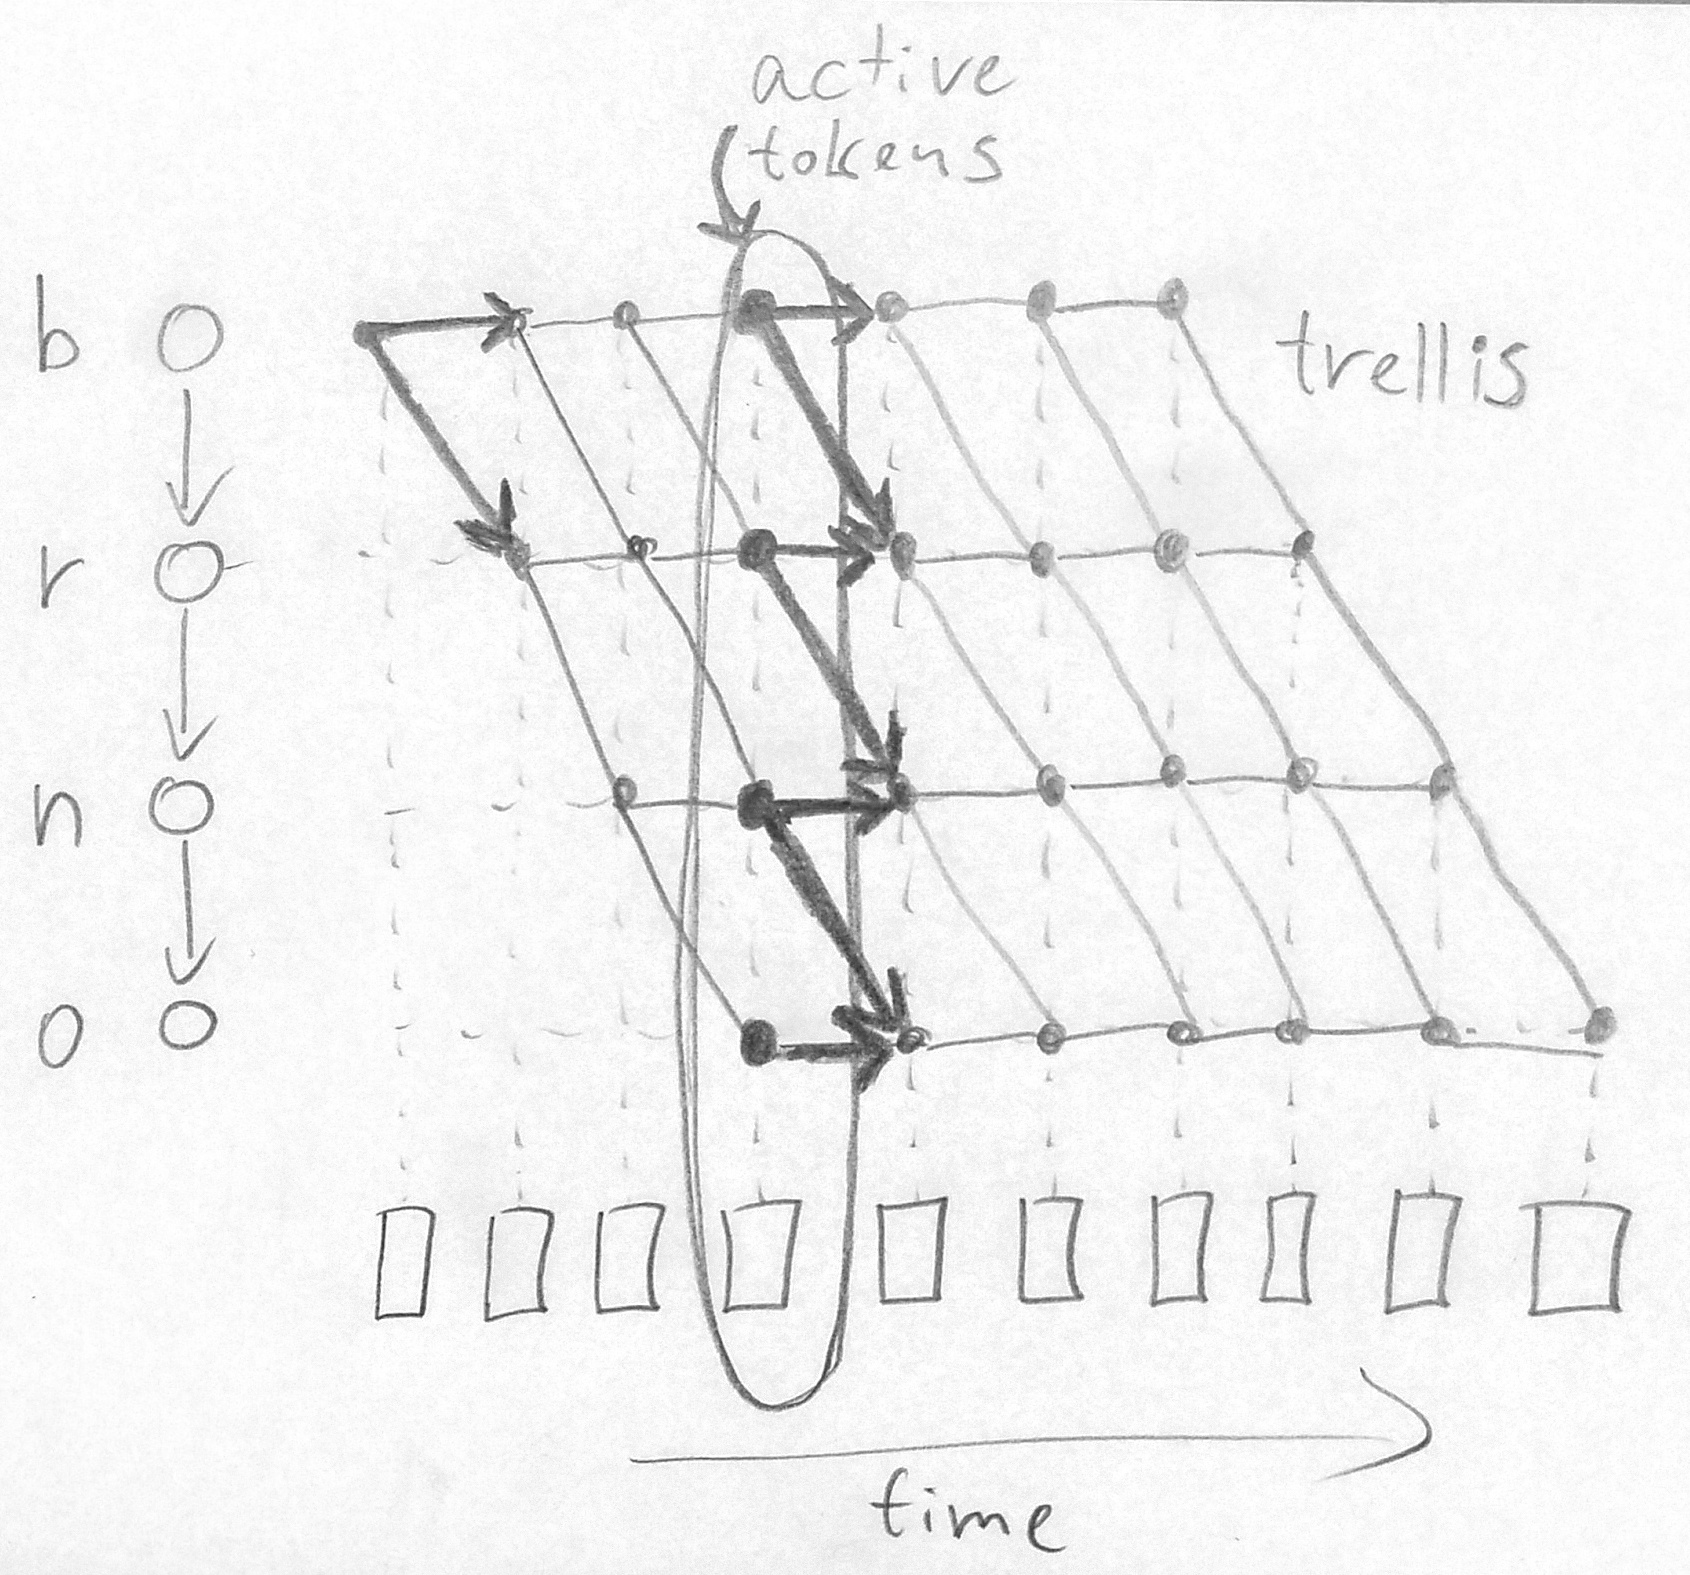 active
tokens
b
trellis
r
n
o
time